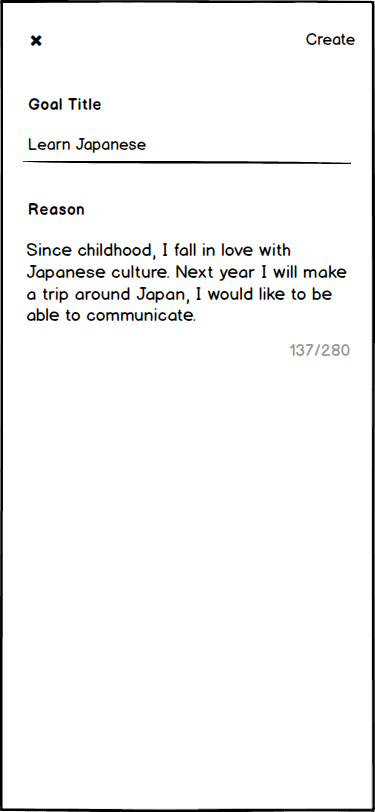 ✖ Create
Goal Title
Learn Japanese
Reason
Since childhood, I fall in love with
Japanese culture. Next year I will make
a trip around Japan, I would like to be
able to communicate.
137/280